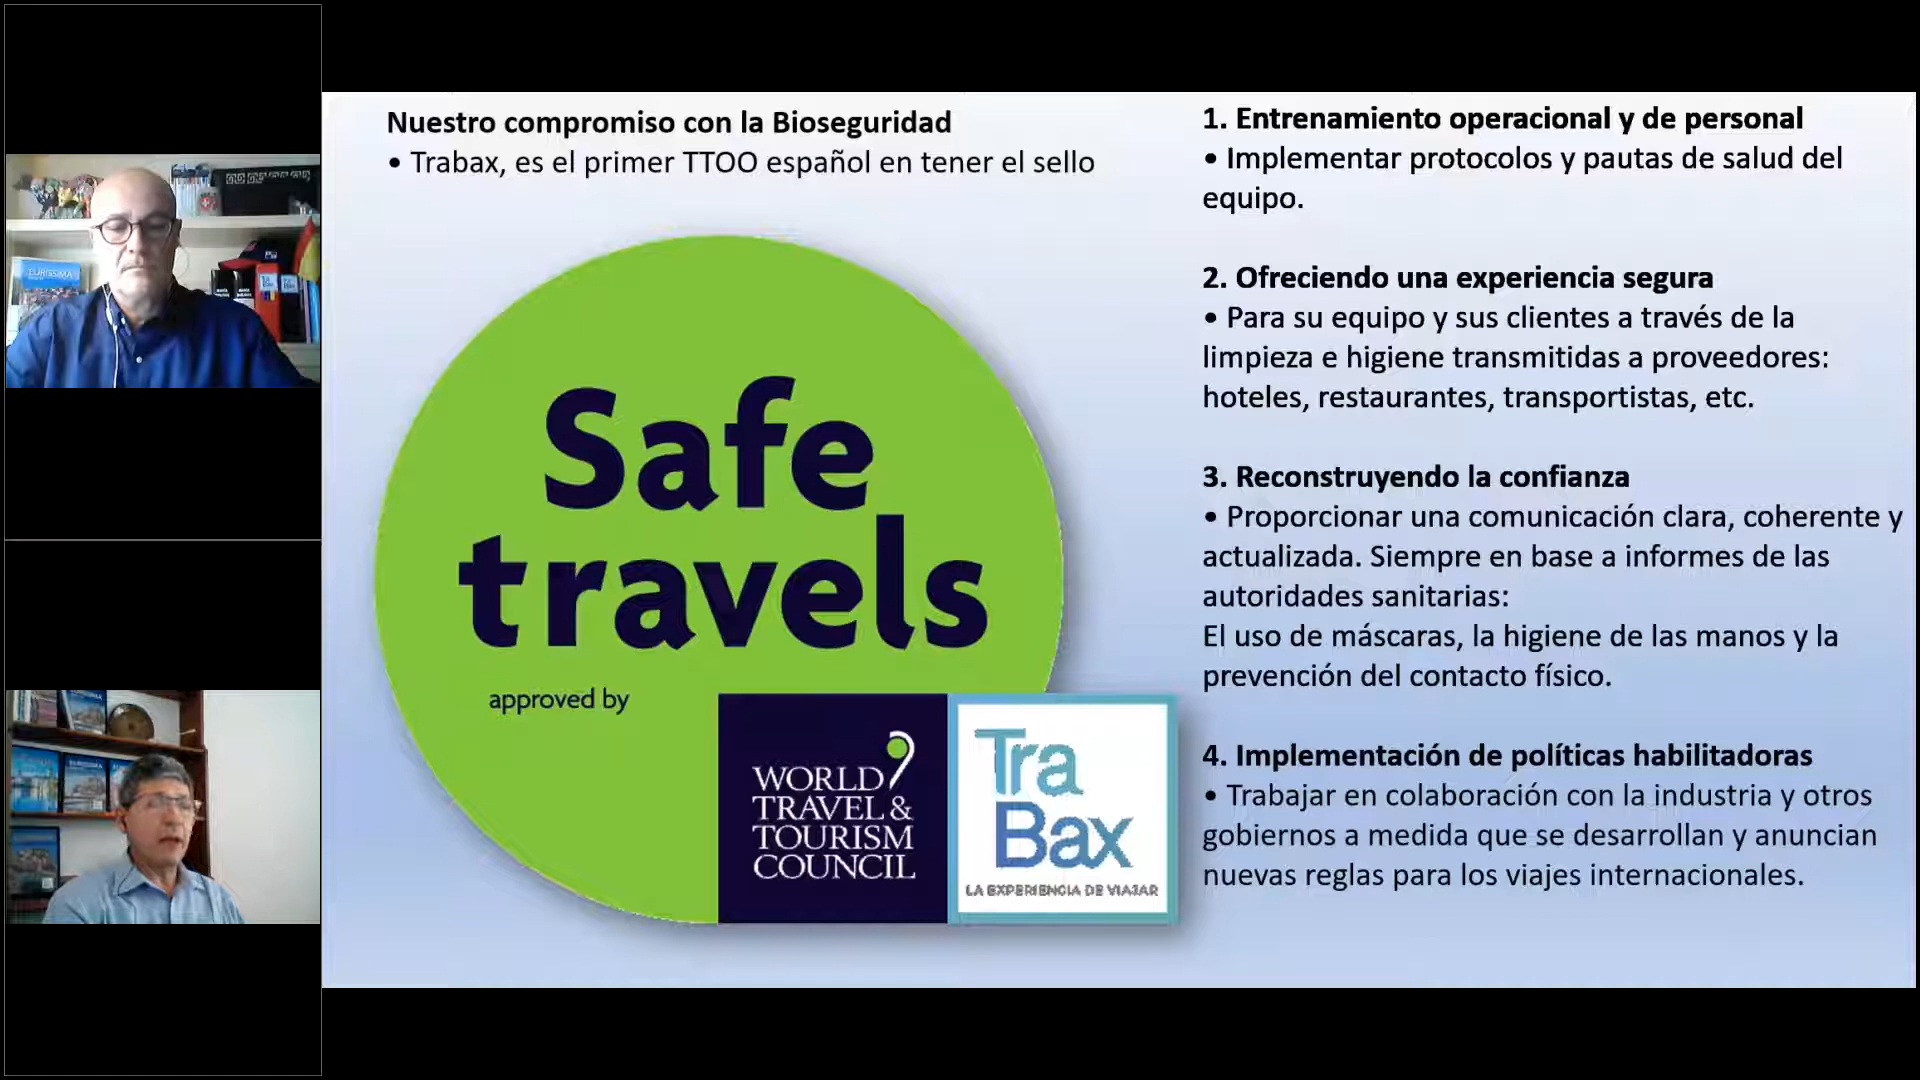 Nuestro compromiso con la Bioseguridad
• Trabax, es el primer TTOO español en tener el sello
Safe
travels
approved by
WORLD
TRAVEL &
TOURISM
COUNCIL
Tra
Bax
LA EXPERIENCIA DE VIAJAR
1. Entrenamiento operacional y de personal
• Implementar protocolos y pautas de salud del
equipo.
2. Ofreciendo una experiencia segura
• Para su equipo y sus clientes a través de la
limpieza e higiene transmitidas a proveedores:
hoteles, restaurantes, transportistas, etc.
3. Reconstruyendo la confianza
• Proporcionar una comunicación clara, coherente y
actualizada. Siempre en base a informes de las
autoridades sanitarias:
El uso de máscaras, la higiene de las manos y la
prevención del contacto físico.
4. Implementación de políticas habilitadoras
• Trabajar en colaboración con la industria y otros
gobiernos a medida que se desarrollan y anuncian
nuevas reglas para los viajes internacionales.
EURISSIMA